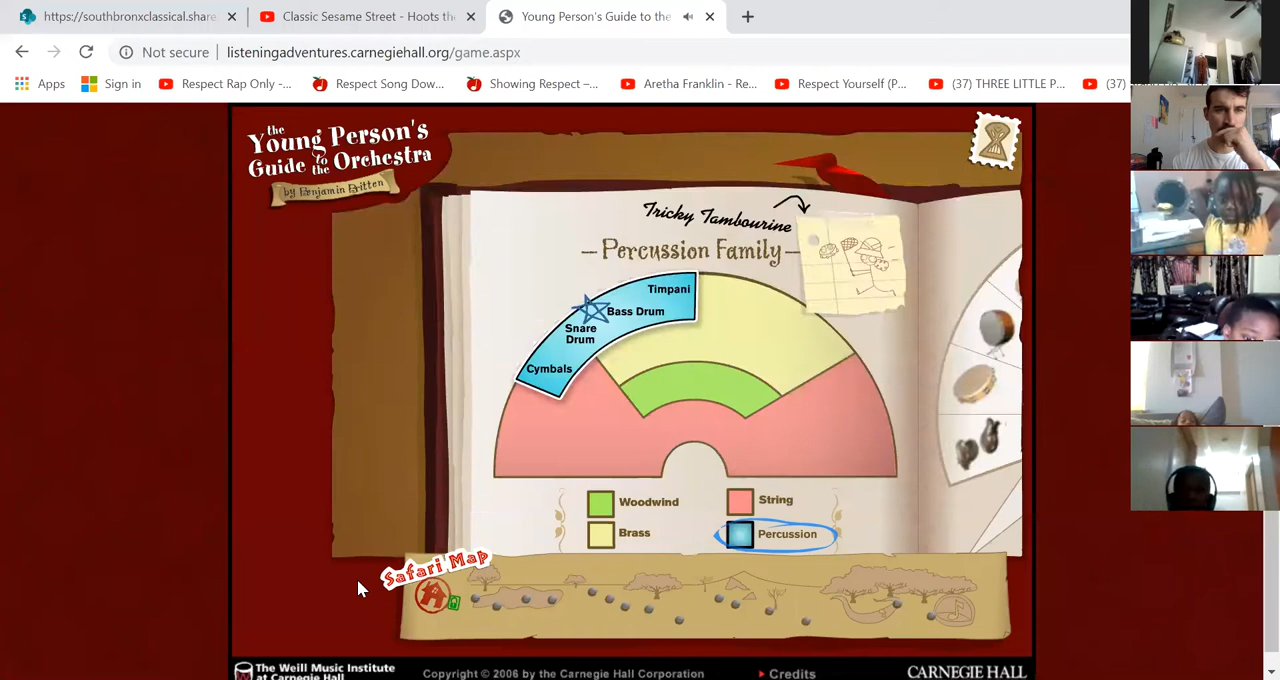 https://southbronxclassical.share
Classic Sesame Street - Hoots the
Young Person's Guide to the
Not secure
listeningadventures.carnegiehall.org/game.aspx
Apps
Sign in
Respect Rap Only -...
Respect Song Dow...
Showing Respect –...
Aretha Franklin - Re...
Respect Yourself (P...
(37) THREE LITTLE P...
(37)
the
Young Person's
Guide to the Orchestra
by Benjamin Britten
Tricky Tambourine
Percussion Family
Timpani
Bass Drum
Snare
Drum
Cymbals
Woodwind
String
Brass
Percussion
Safari Map
The Weill Music Institute
at Carnegie Hall
Copyright © 2006 by the Carnegie Hall Corporation
Credits
CARNEGIE HALL